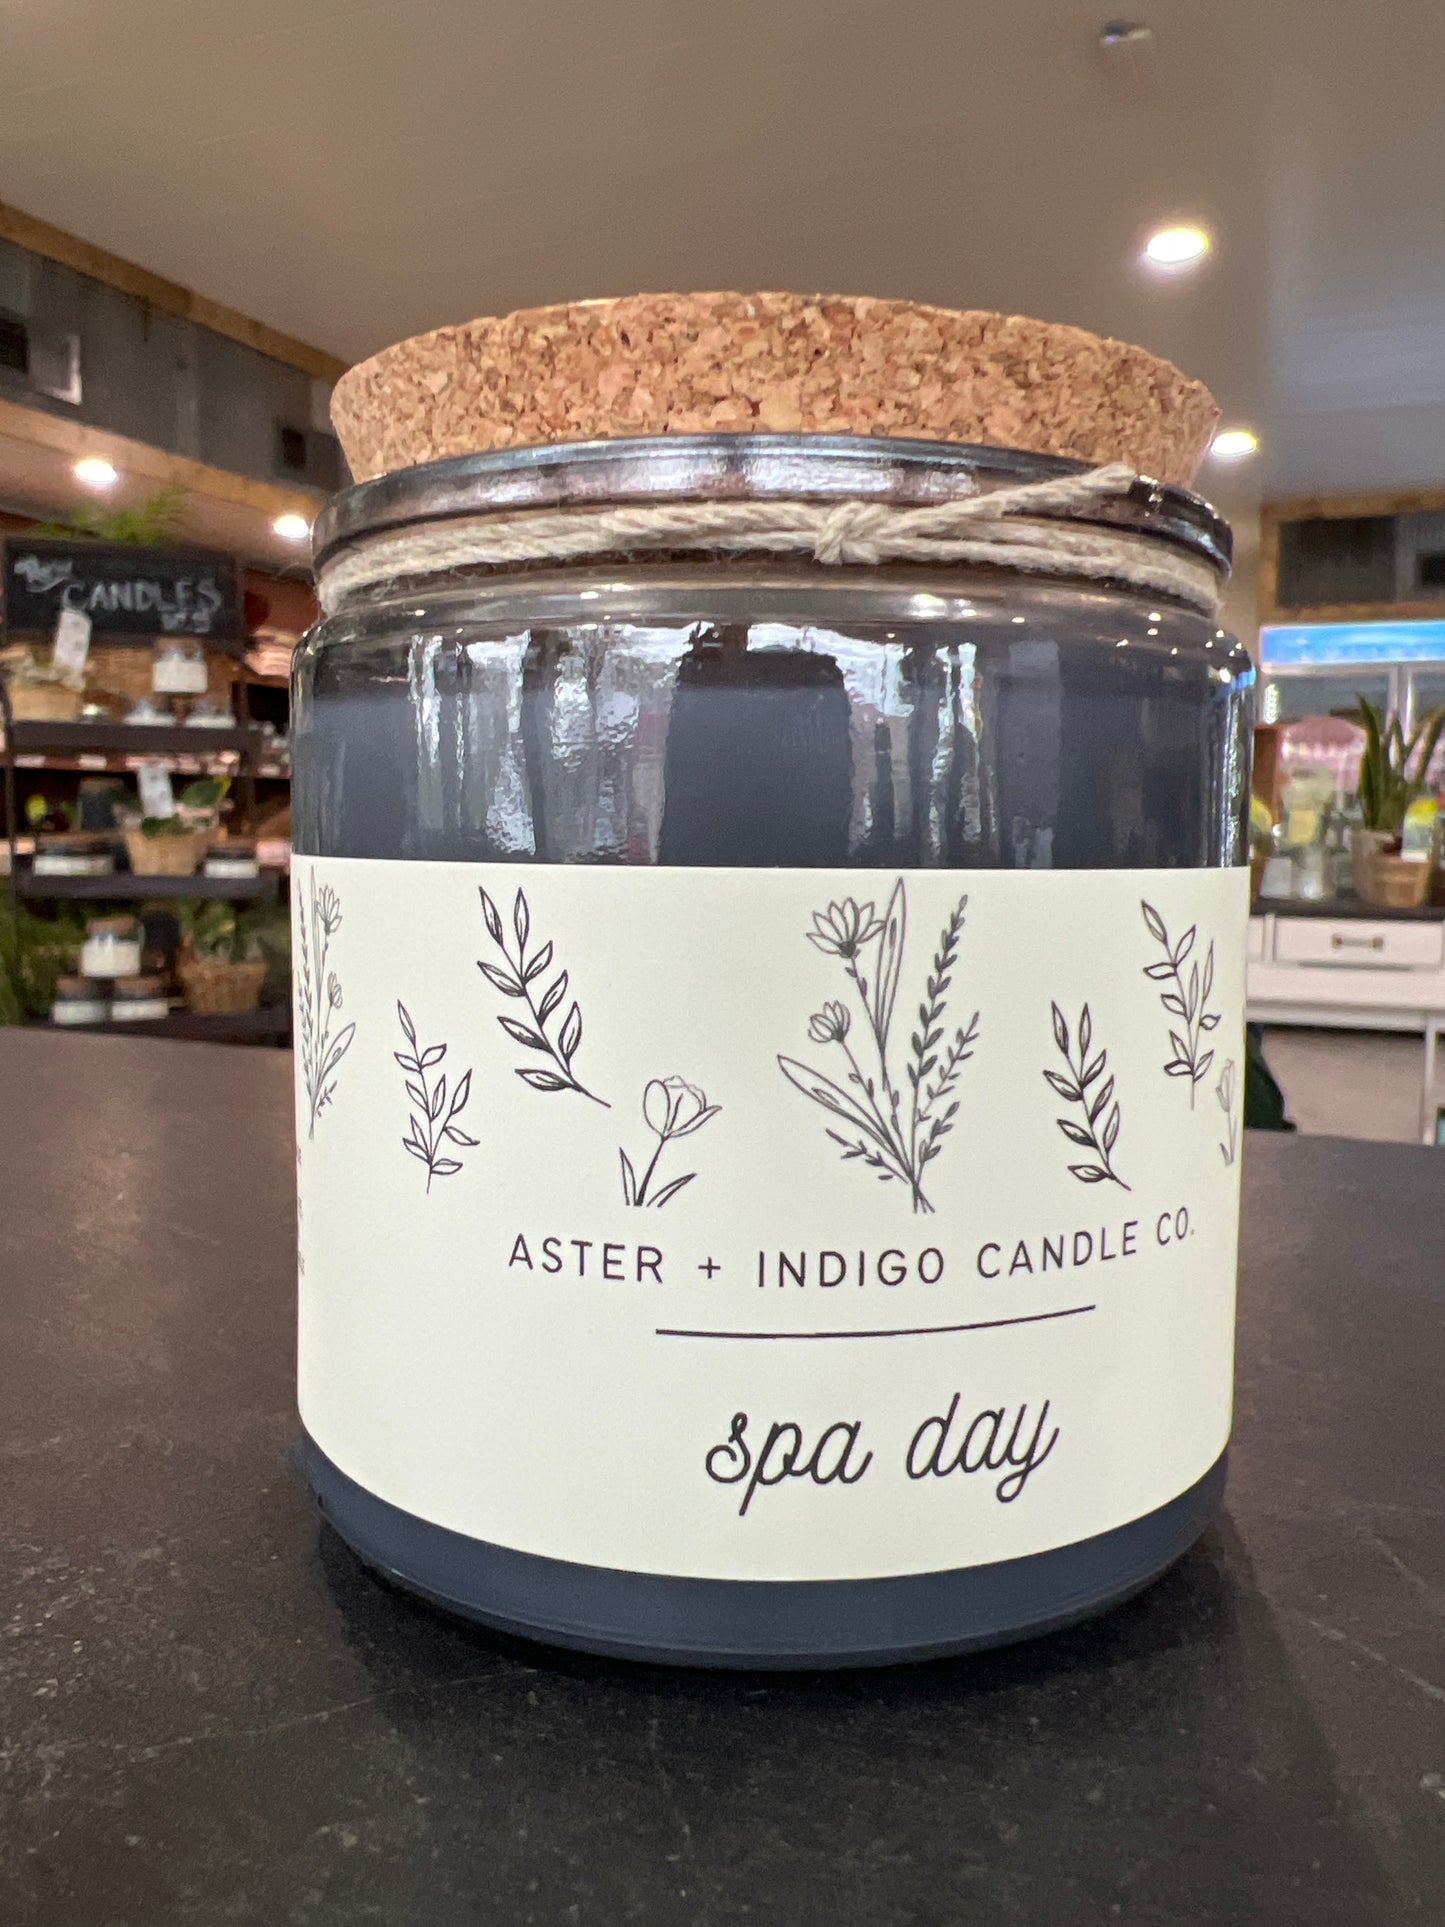 CANDLES
ASTER + INDIGO CANDLE CO.
spa day